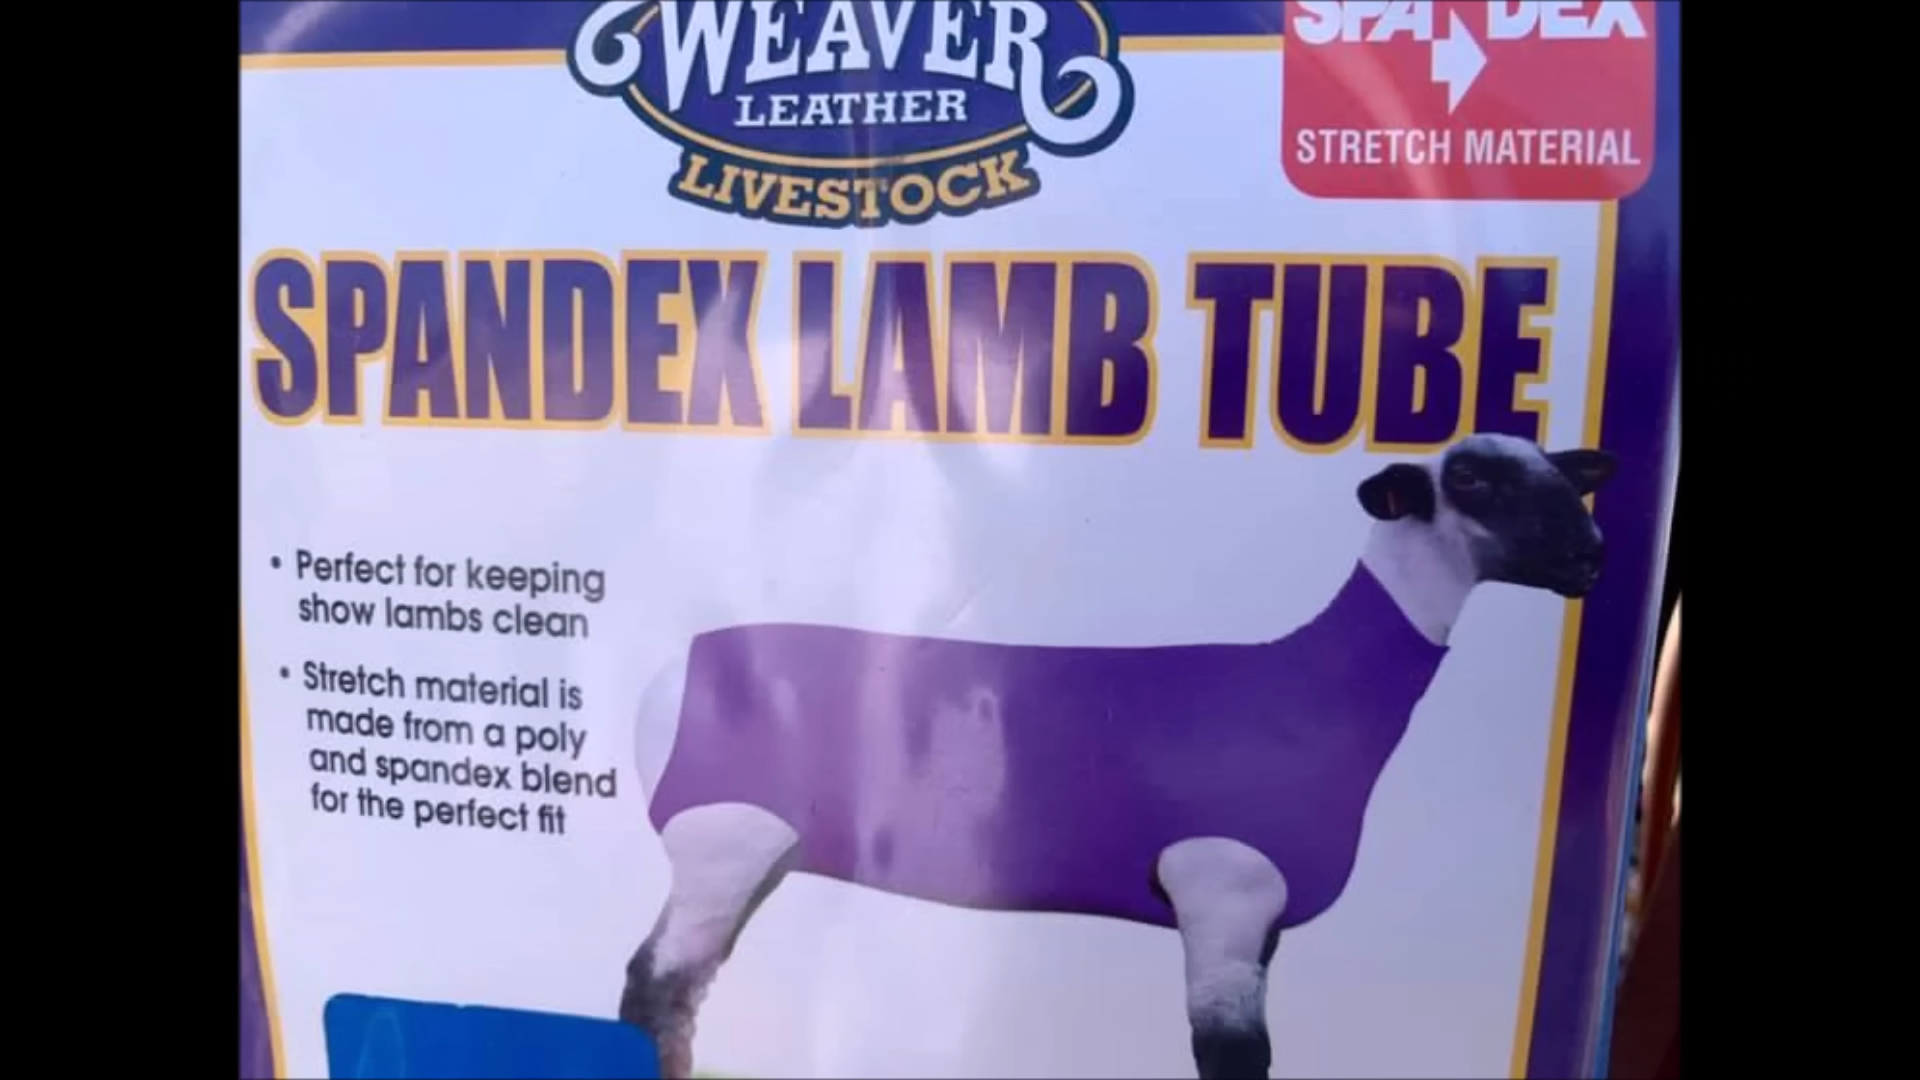 WEAVER
LEATHER
LIVESTOCK
SPANDEX
STRETCH MATERIAL
SPANDEX LAMB TUBE
• Perfect for keeping
show lambs clean
• Stretch material is
made from a poly
and spandex blend
for the perfect fit